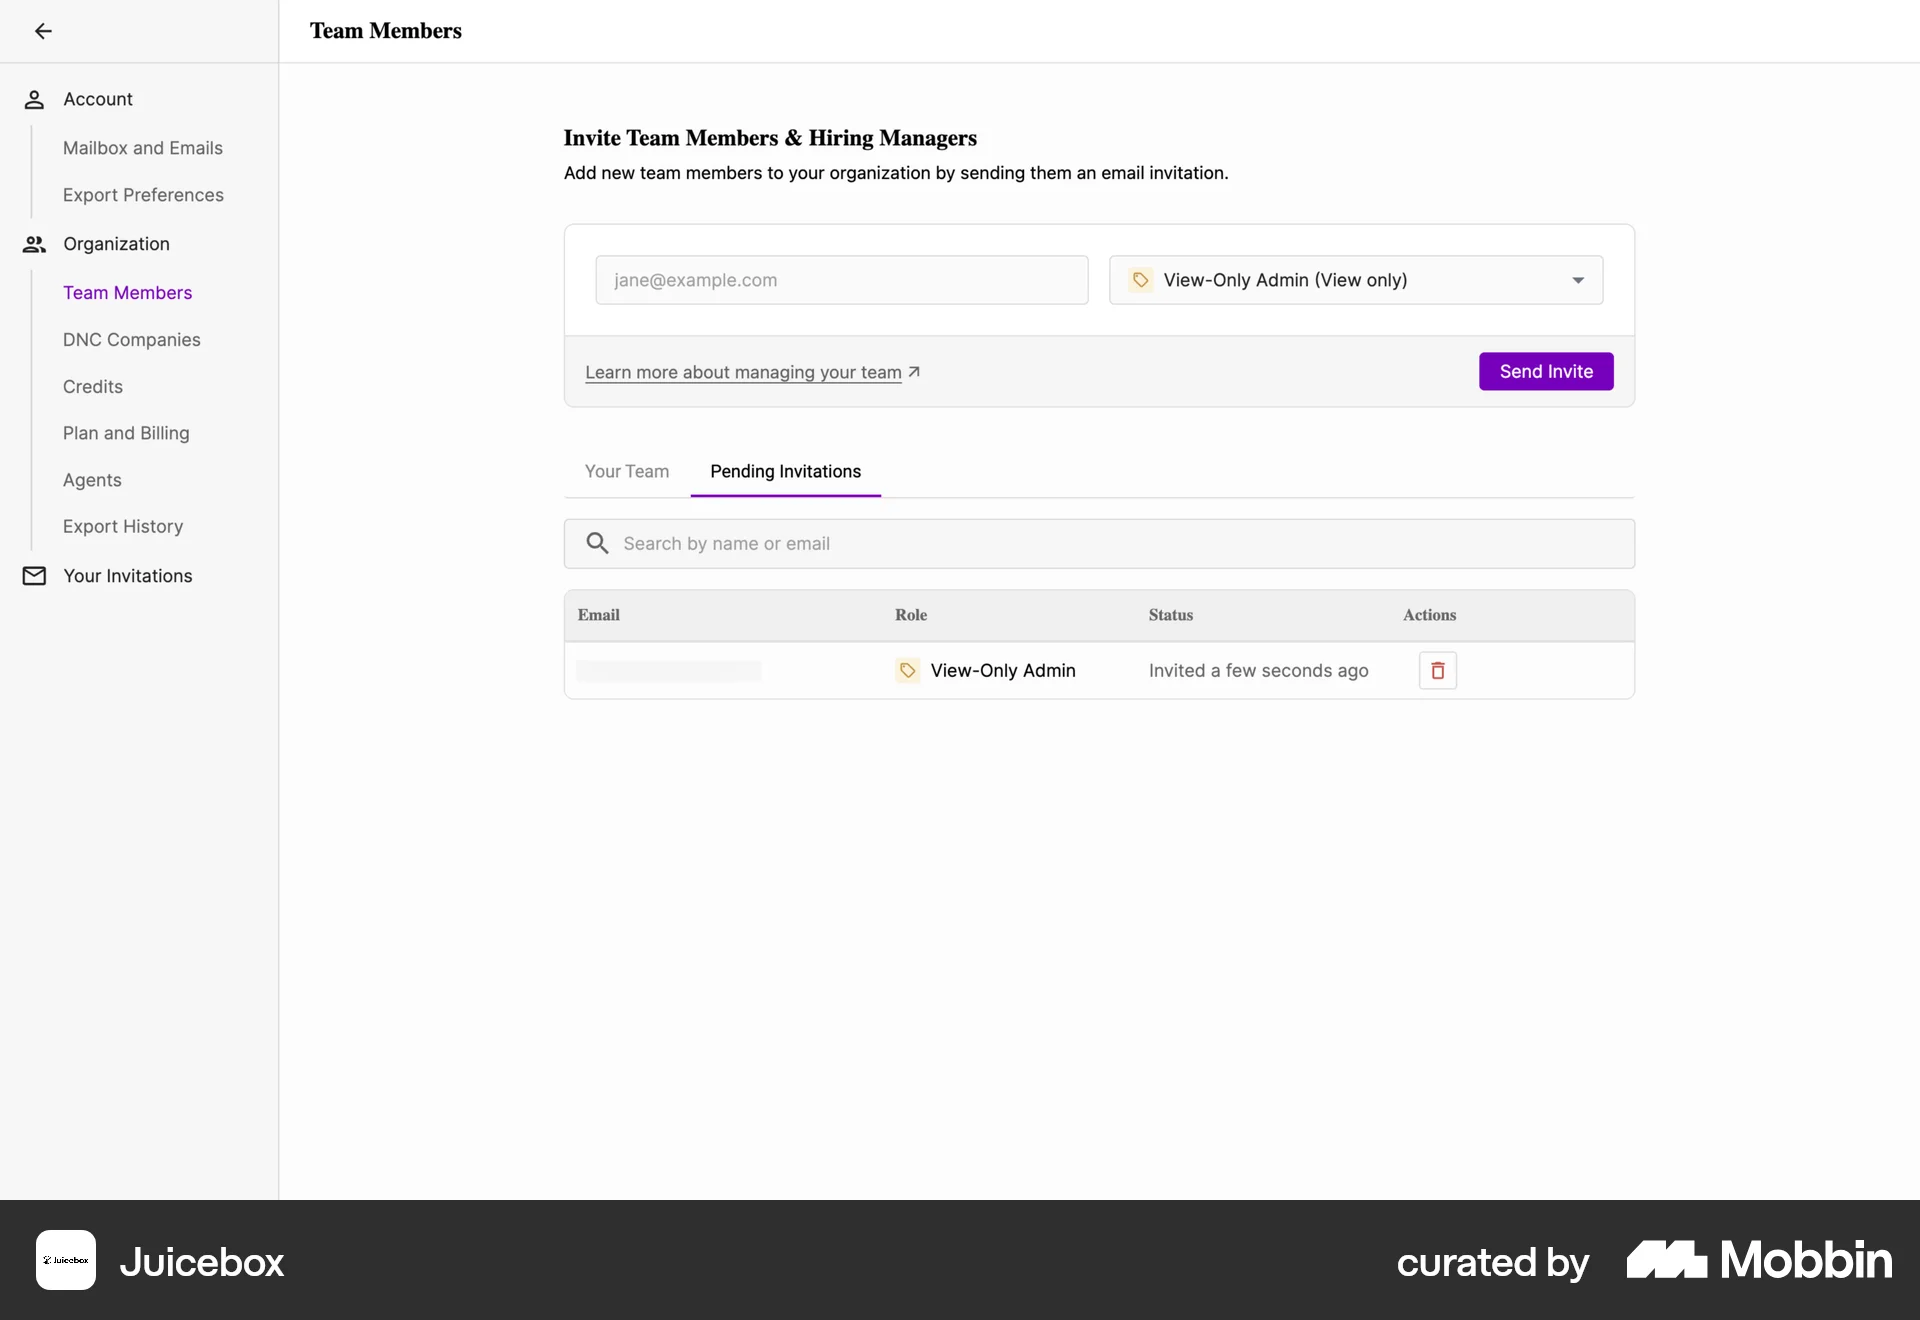 Team Members
Account
Mailbox and Emails
Export Preferences
Organization
Team Members
DNC Companies
Credits
Plan and Billing
Agents
Export History
Your Invitations
Invite Team Members & Hiring Managers
Add new team members to your organization by sending them an email invitation.
jane@example.com
View-Only Admin (View only)
Learn more about managing your team
Send Invite
Your Team
Pending Invitations
Search by name or email
Email Role Status Actions
View-Only Admin Invited a few seconds ago
Juicebox
Juicebox
curated by Mobbin